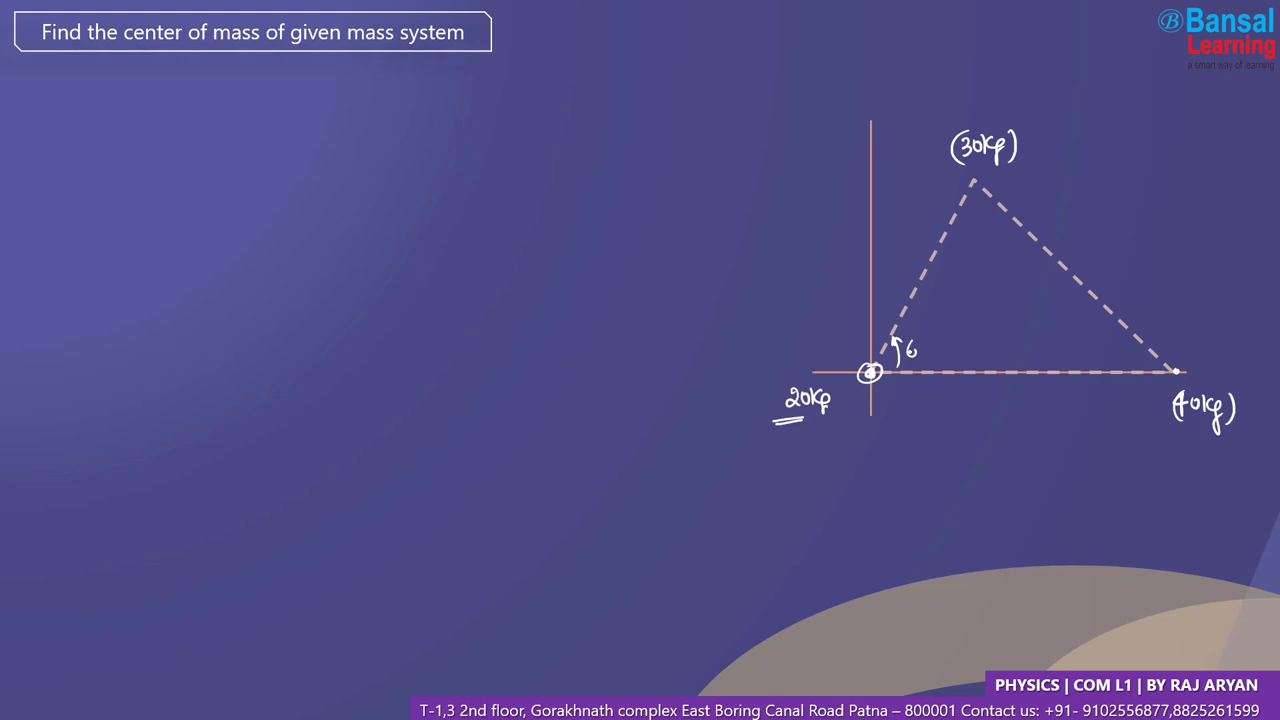 Find the center of mass of given mass system
Bansal
Learning
a smart way of learning
(30kg)
6
20kg
(40kg)
PHYSICS | COM L1 | BY RAJ ARYAN
T-1,3 2nd floor, Gorakhnath complex East Boring Canal Road Patna – 800001 Contact us: +91- 9102556877,8825261599